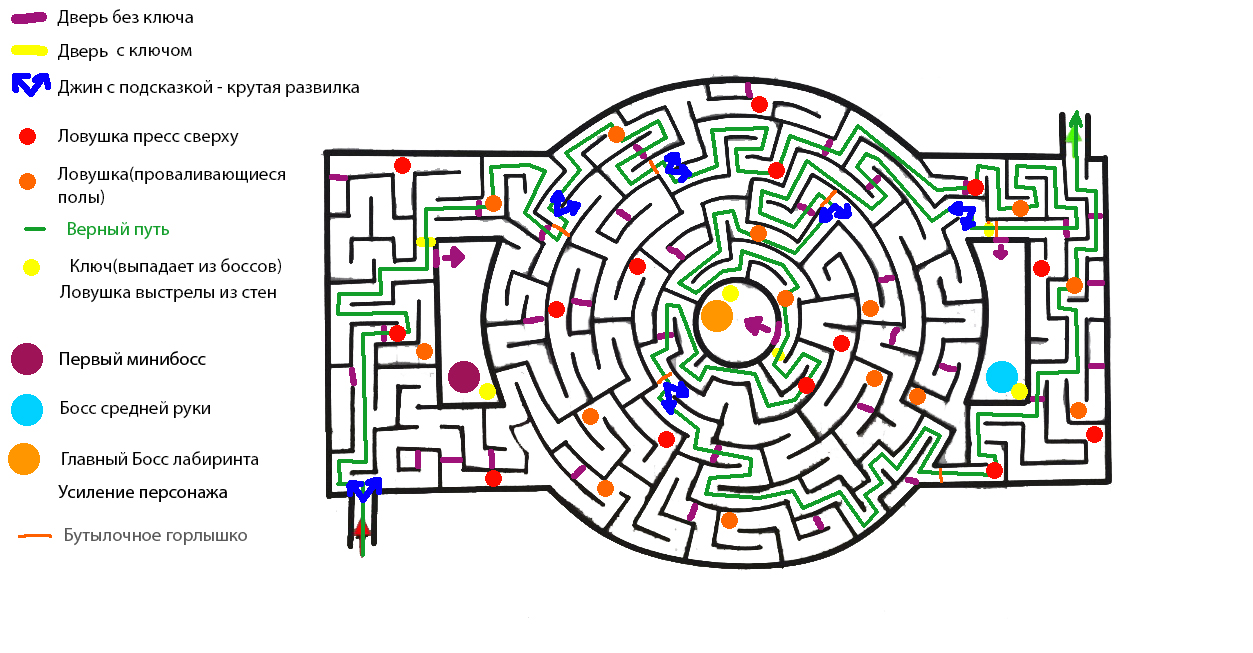 Дверь без ключа
Дверь с ключом
Джин с подсказкой - крутая развилка
Ловушка пресс сверху
Ловушка(проваливающиеся
полы)
Верный путь
Ключ(выпадает из боссов)
Ловушка выстрелы из стен
Первый минибосс
Босс средней руки
Главный Босс лабиринта
Усиление персонажа
Бутылочное горлышко